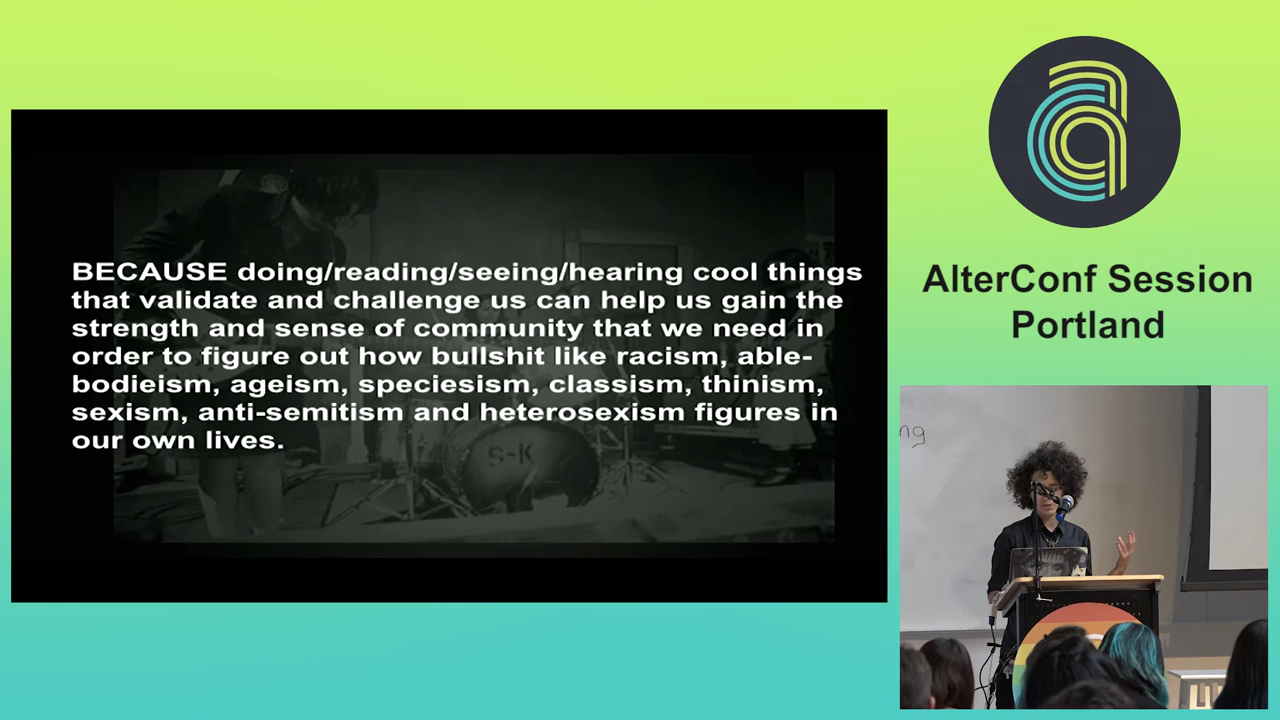 BECAUSE doing/reading/seeing/hearing cool things
that validate and challenge us can help us gain the
strength and sense of community that we need in
order to figure out how bullshit like racism, able-
bodieism, ageism, speciesism, classism, thinism,
sexism, anti-semitism and heterosexism figures in
our own lives.
S-K
AlterConf Session
Portland
ng